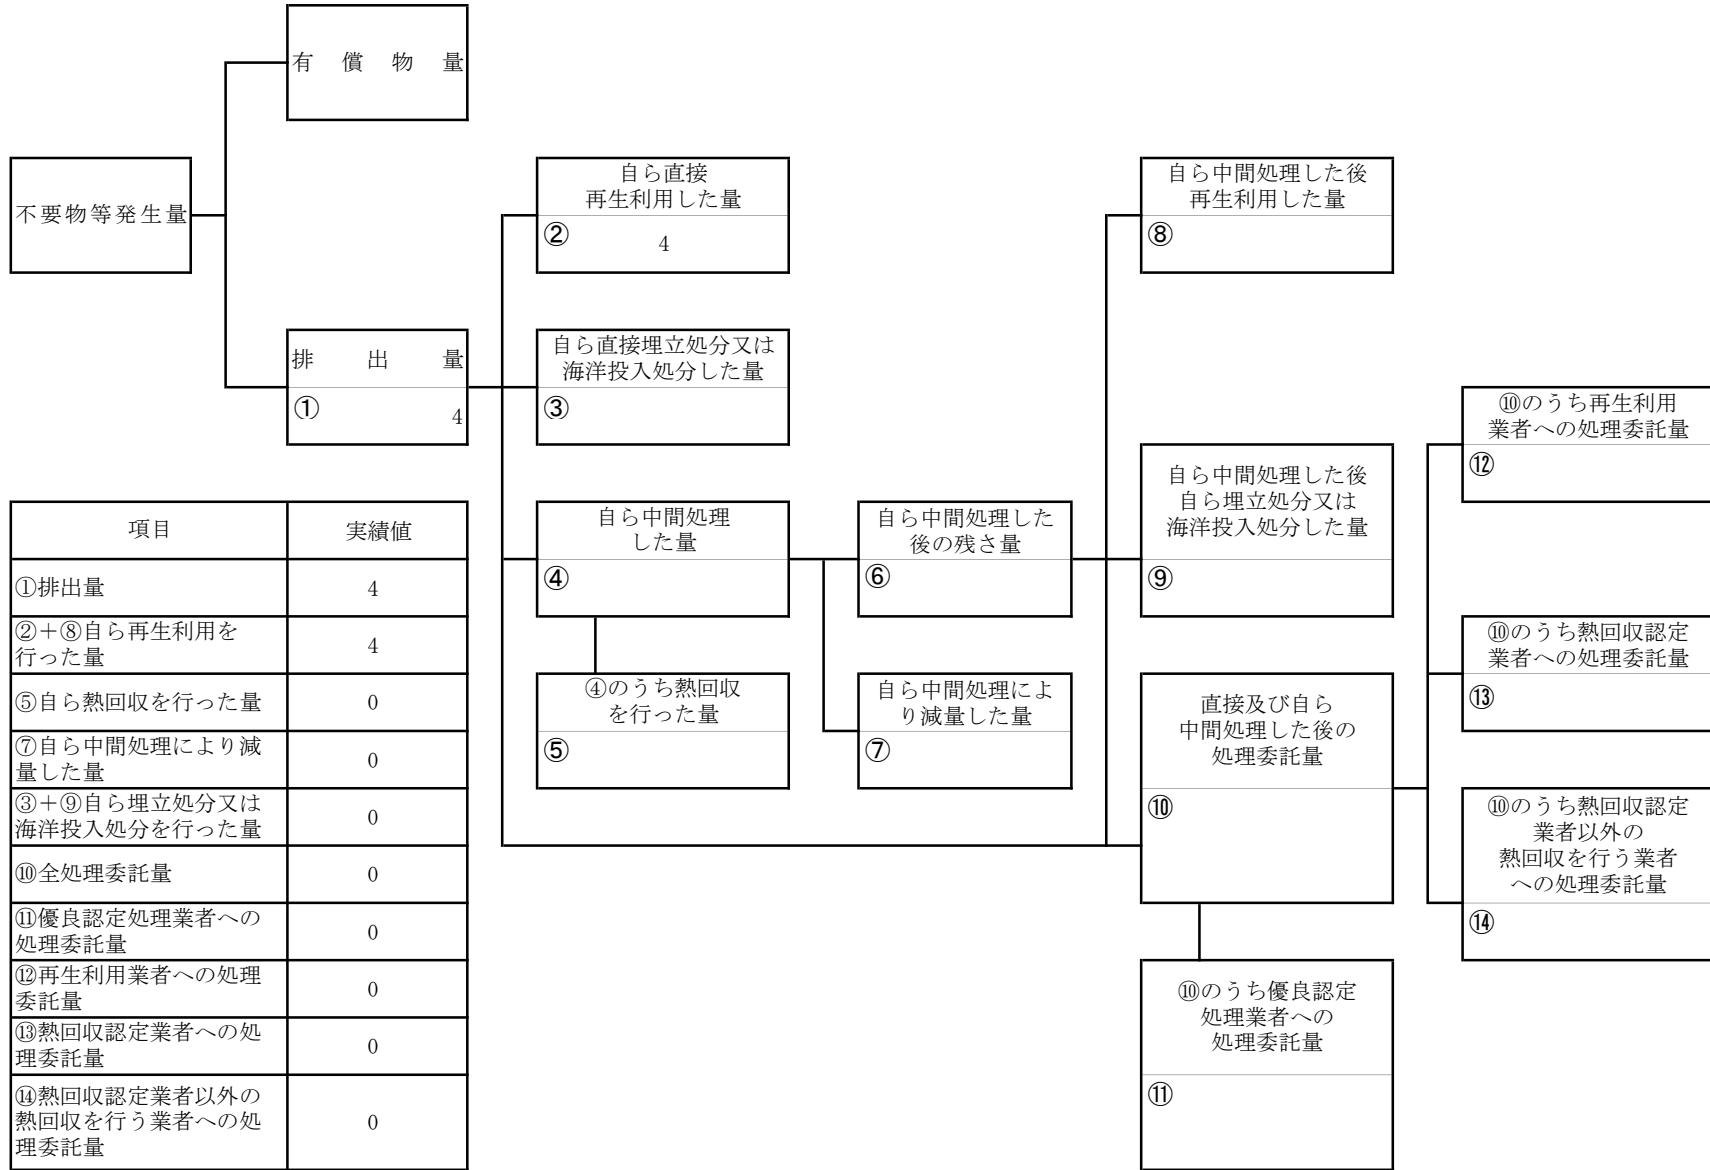 有償物量
不要物等発生量
自ら直接
再生利用した量
②
4
自ら中間処理した後
再生利用した量
⑧
排出量
①
4
自ら直接埋立処分又は
海洋投入処分した量
③
⑩のうち再生利用
業者への処理委託量
⑫
自ら中間処理
した量
④
自ら中間処理した
後の残さ量
⑥
自ら中間処理した後
自ら埋立処分又は
海洋投入処分した量
⑨
⑩のうち熱回収認定
業者への処理委託量
⑬
④のうち熱回収
を行った量
⑤
自ら中間処理によ
り減量した量
⑦
直接及び自ら
中間処理した後の
処理委託量
⑩
⑩のうち熱回収認定
業者以外の
熱回収を行う業者
への処理委託量
⑭
⑩のうち優良認定
処理業者への
処理委託量
⑪
項目 実績値
①排出量 4
②＋⑧自ら再生利用を
行った量 4
⑤自ら熱回収を行った量 0
⑦自ら中間処理により減
量した量 0
③＋⑨自ら埋立処分又は
海洋投入処分を行った量 0
⑩全処理委託量 0
⑪優良認定処理業者への
処理委託量 0
⑫再生利用業者への処理
委託量 0
⑬熱回収認定業者への処
理委託量 0
⑭熱回収認定業者以外の
熱回収を行う業者への処 0
理委託量